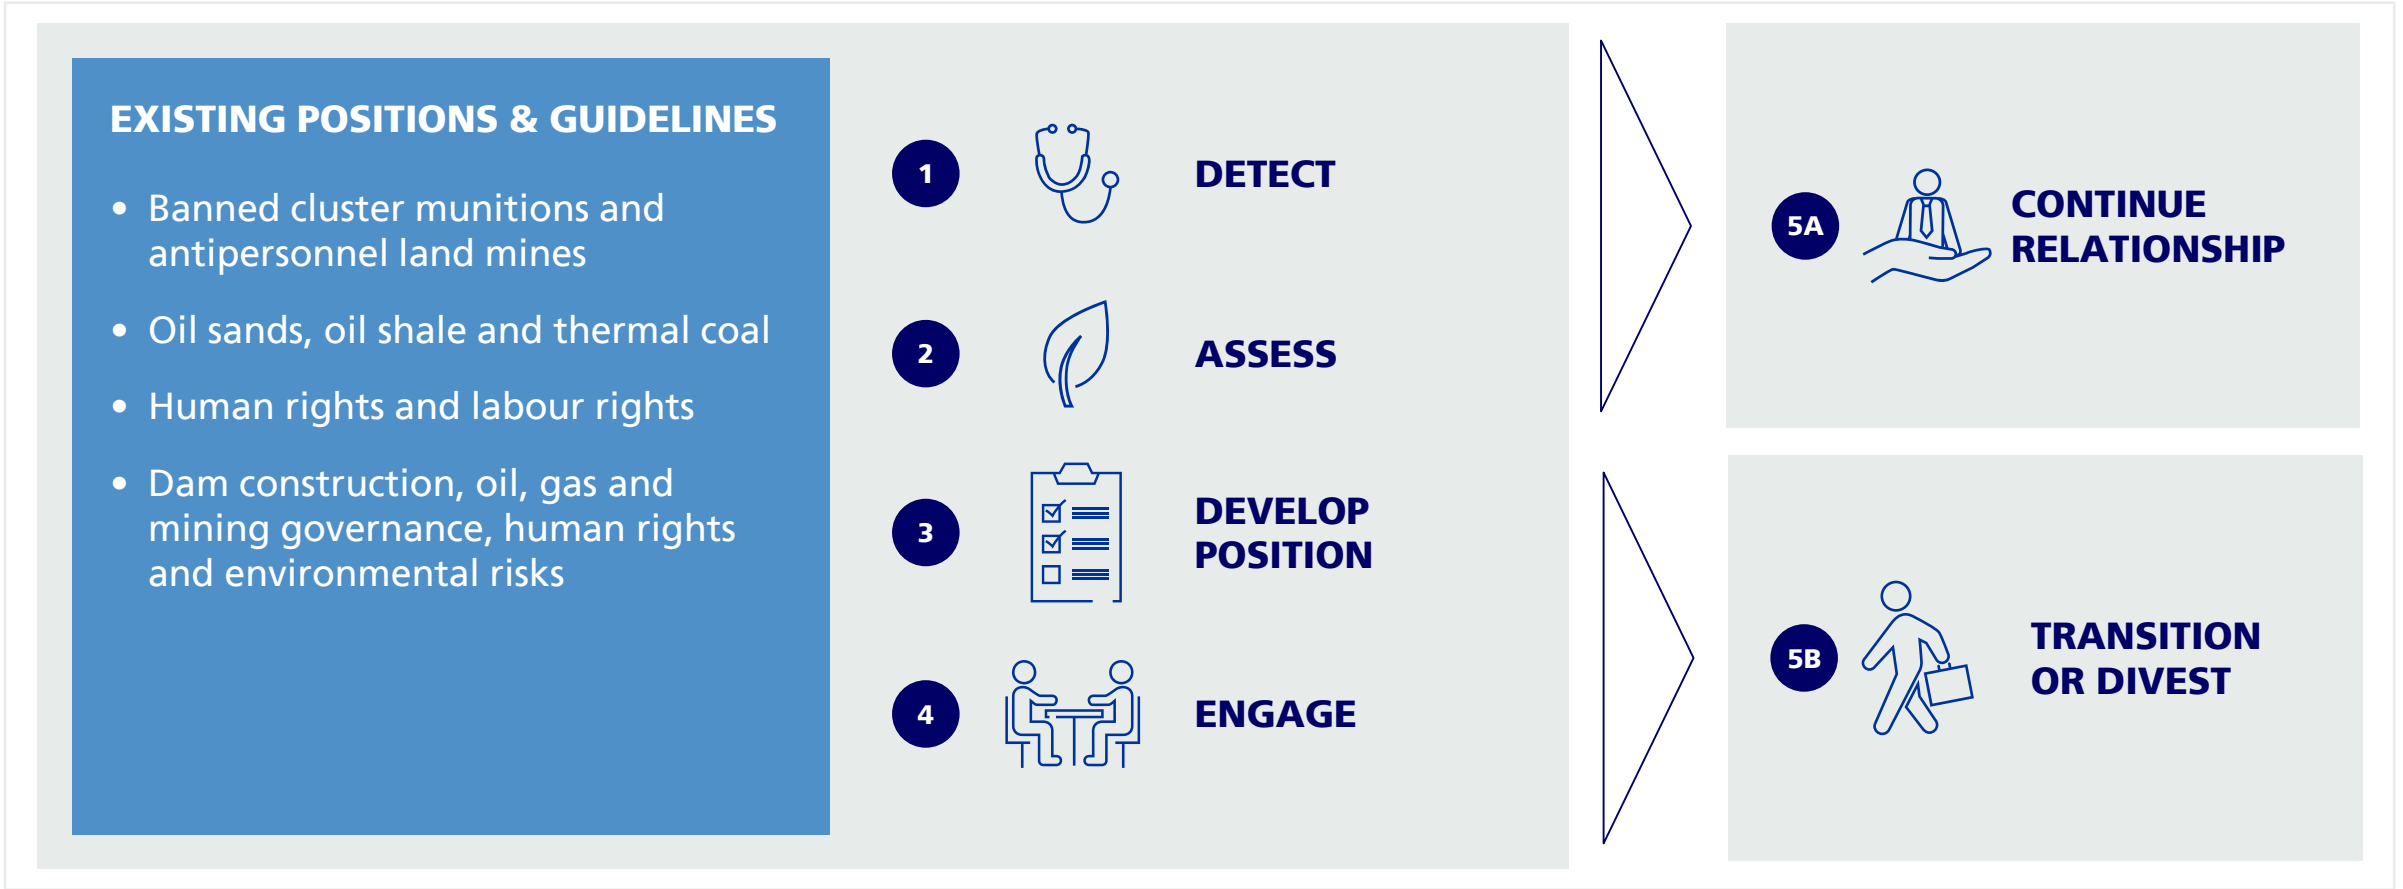 EXISTING POSITIONS & GUIDELINES
• Banned cluster munitions and
antipersonnel land mines
• Oil sands, oil shale and thermal coal
• Human rights and labour rights
• Dam construction, oil, gas and
mining governance, human rights
and environmental risks
1 DETECT
2 ASSESS
3 DEVELOP
POSITION
4 ENGAGE
5A CONTINUE
RELATIONSHIP
5B TRANSITION
OR DIVEST